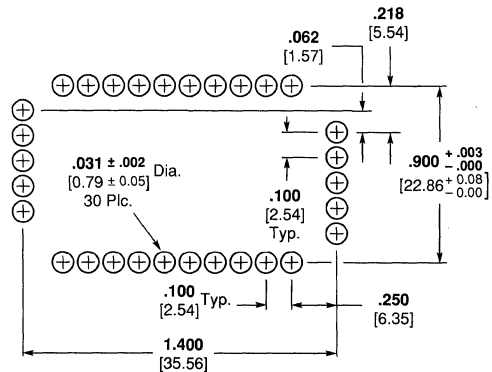 .218
[5.54]
.062
[1.57]
.031 ± .002 Dia.
[0.79 ± 0.05]
30 Plc.
.100
[2.54]
Typ.
.900 + .003 - .000
[22.86 + 0.08 - 0.00]
.100 Typ.
[2.54]
.250
[6.35]
1.400
[35.56]